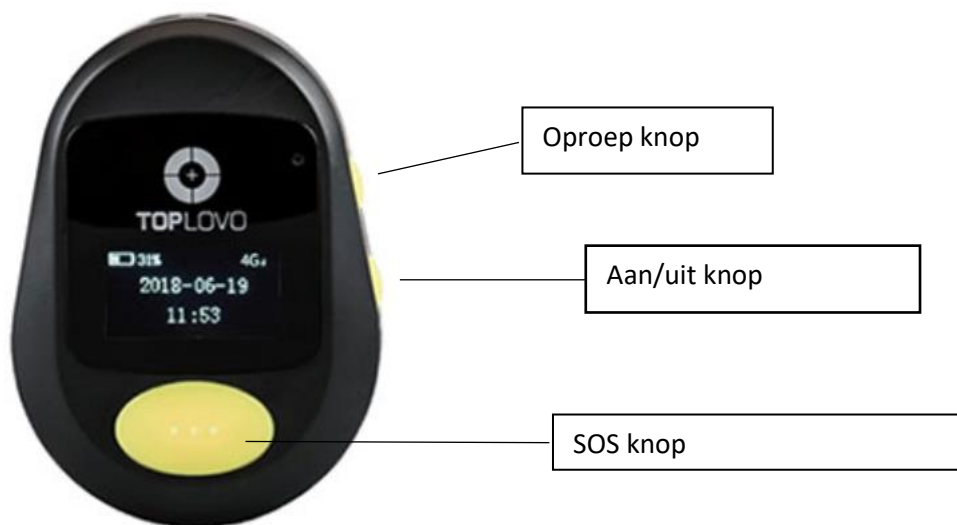 Oproep knop
TOPLOVO
31% 4G
2018-06-19
Aan/uit knop
11:53
SOS knop